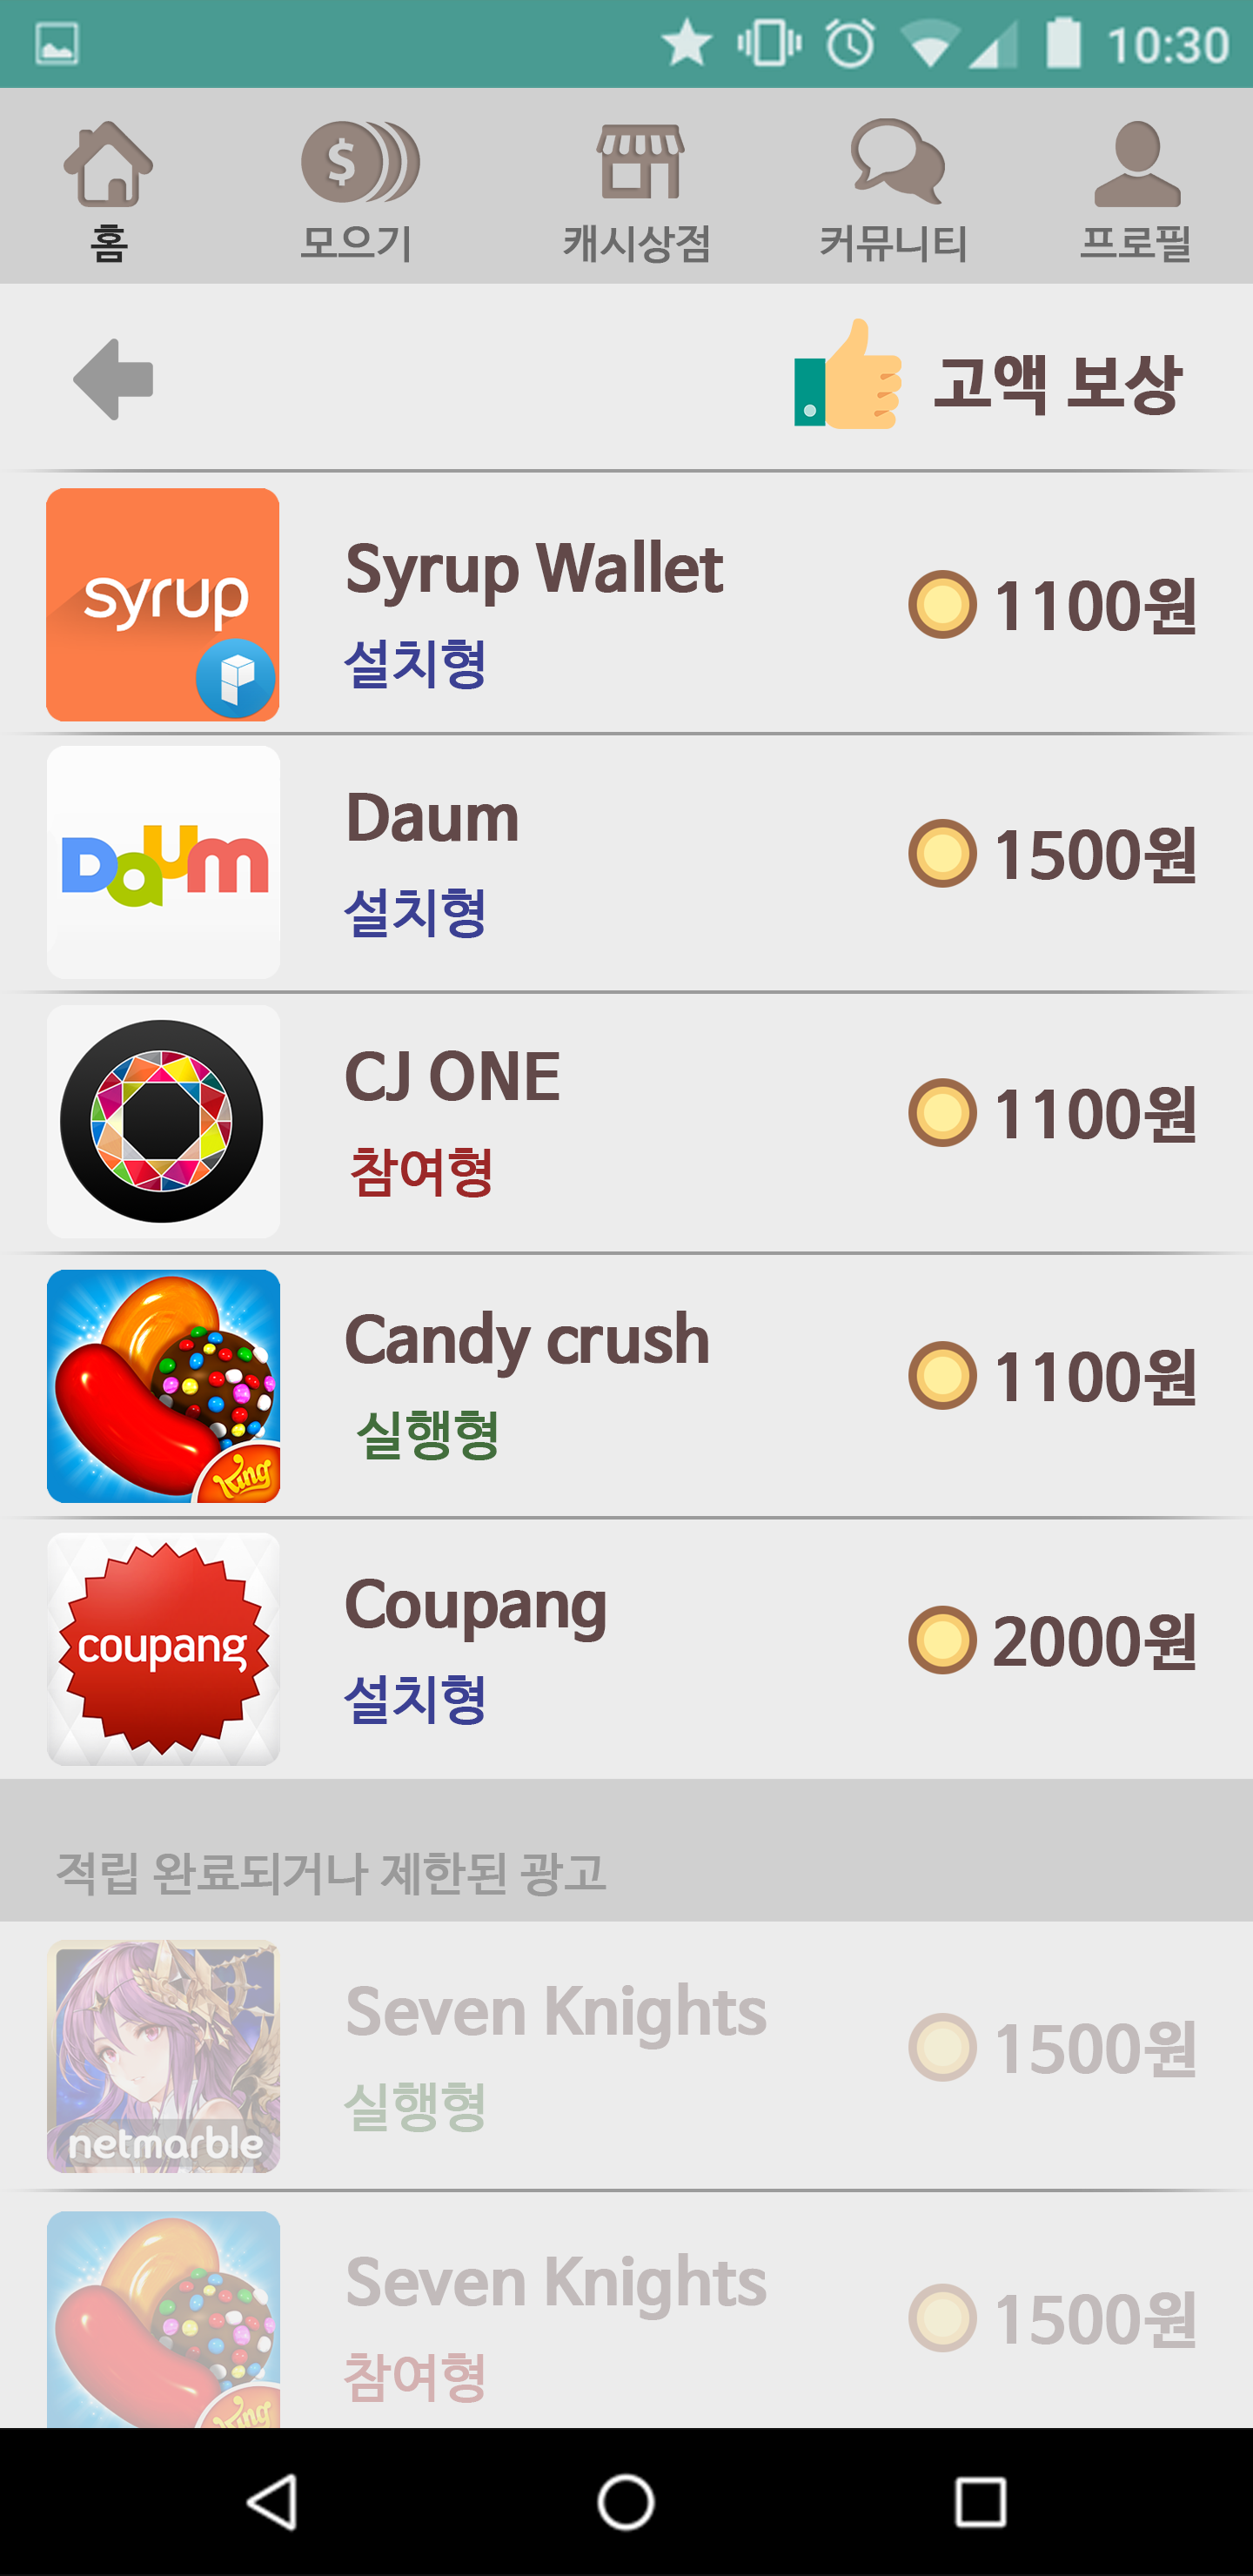 10:30
홈 모으기 캐시상점 커뮤니티 프로필
고액 보상
syrup
Syrup Wallet
설치형
1100원
Daum
Daum
설치형
1500원
CJ ONE
참여형
1100원
King
Candy crush
실행형
1100원
coupang
Coupang
설치형
2000원
적립 완료되거나 제한된 광고
netmarble
Seven Knights
실행형
1500원
King
Seven Knights
참여형
1500원